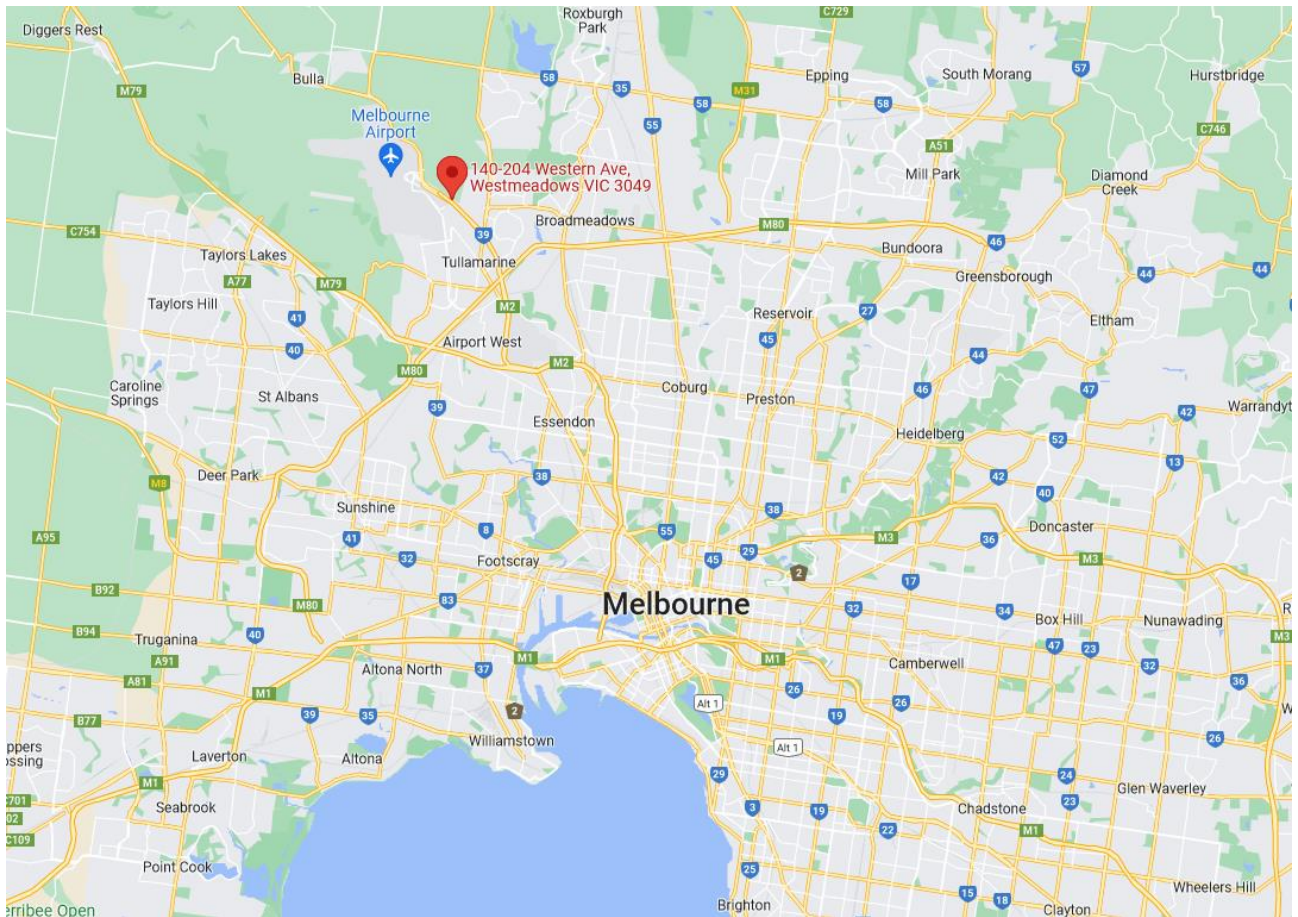 Roxburgh
Park
C729
Diggers Rest
57
Bulla
58
Epping
South Morang
Hurstbridge
M79
35
M31
58
58
Melbourne
Airport
55
C746
A51
140-204 Western Ave,
Westmeadows VIC 3049
Mill Park
Diamond
Creek
Broadmeadows
C754
39
M80
46
Taylors Lakes
Tullamarine
Bundoora
44
44
A77
M79
Greensborough
Taylors Hill
M2
41
Reservoir
27
Eltham
Airport West
45
40
M2
44
M80
Caroline
Springs
Coburg
46
47
St Albans
Preston
39
42
Warrandyt
Essendon
Heidelberg
52
13
Deer Park
38
42
M8
40
Sunshine
38
Doncaster
8
55
A95
41
M3
36
29
M3
32
Footscray
45
2
17
B92
83
Melbourne
32
34
M80
Box Hill
Nunawading
R
B94
Truganina
40
M3
47
23
M1
M1
A91
Altona North
37
Camberwell
32
A81
M1
26
36
Alt 1
26
39
35
2
19
B77
Williamstown
26
ppers
ossing
Laverton
Altona
Alt 1
29
24
M1
Glen Waverley
C701
Seabrook
3
19
Chadstone
23
02
22
M1
C109
Point Cook
25
Wheelers Hill
15
18
Brighton
Clayton
erribee Open